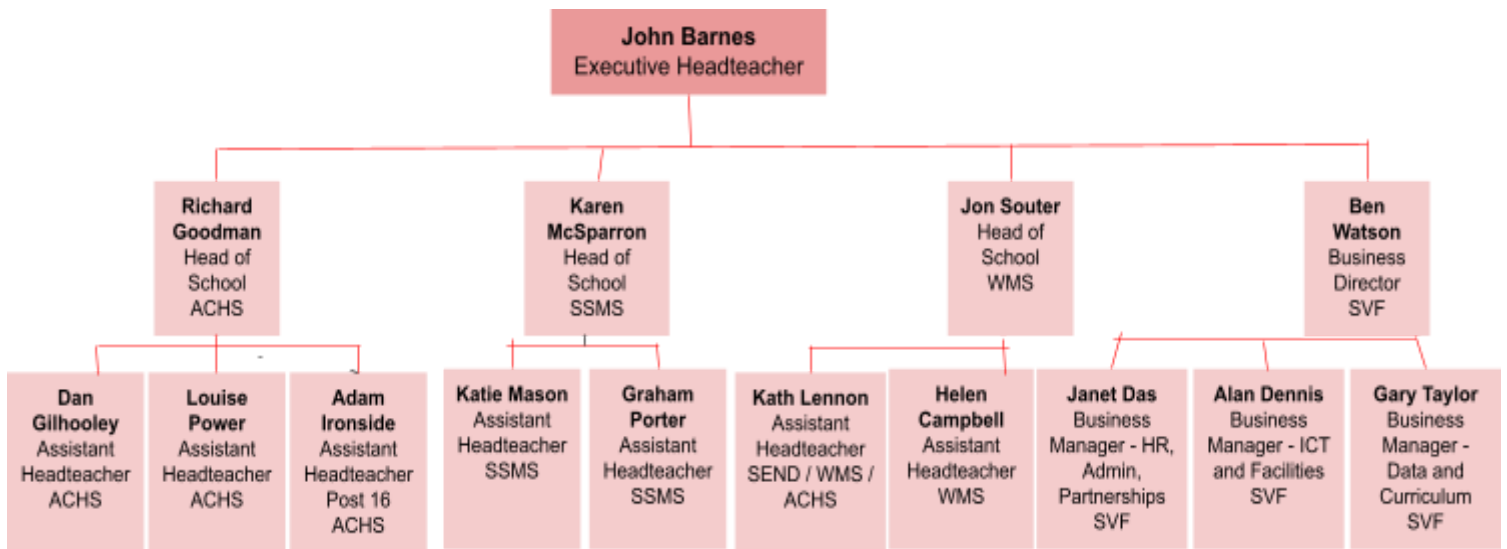 John Barnes
Executive Headteacher
Richard
Goodman
Head of
School
ACHS
Karen
McSparron
Head of
School
SSMS
Jon Souter
Head of
School
WMS
Ben
Watson
Business
Director
SVF
Dan
Gilhooley
Assistant
Headteacher
ACHS
Louise
Power
Assistant
Headteacher
ACHS
Adam
Ironside
Assistant
Headteacher
Post 16
ACHS
Katie Mason
Assistant
Headteacher
SSMS
Graham
Porter
Assistant
Headteacher
SSMS
Kath Lennon
Assistant
Headteacher
SEND / WMS /
ACHS
Helen
Campbell
Assistant
Headteacher
WMS
Janet Das
Business
Manager - HR,
Admin,
Partnerships
SVF
Alan Dennis
Business
Manager - ICT
and Facilities
SVF
Gary Taylor
Business
Manager -
Data and
Curriculum
SVF